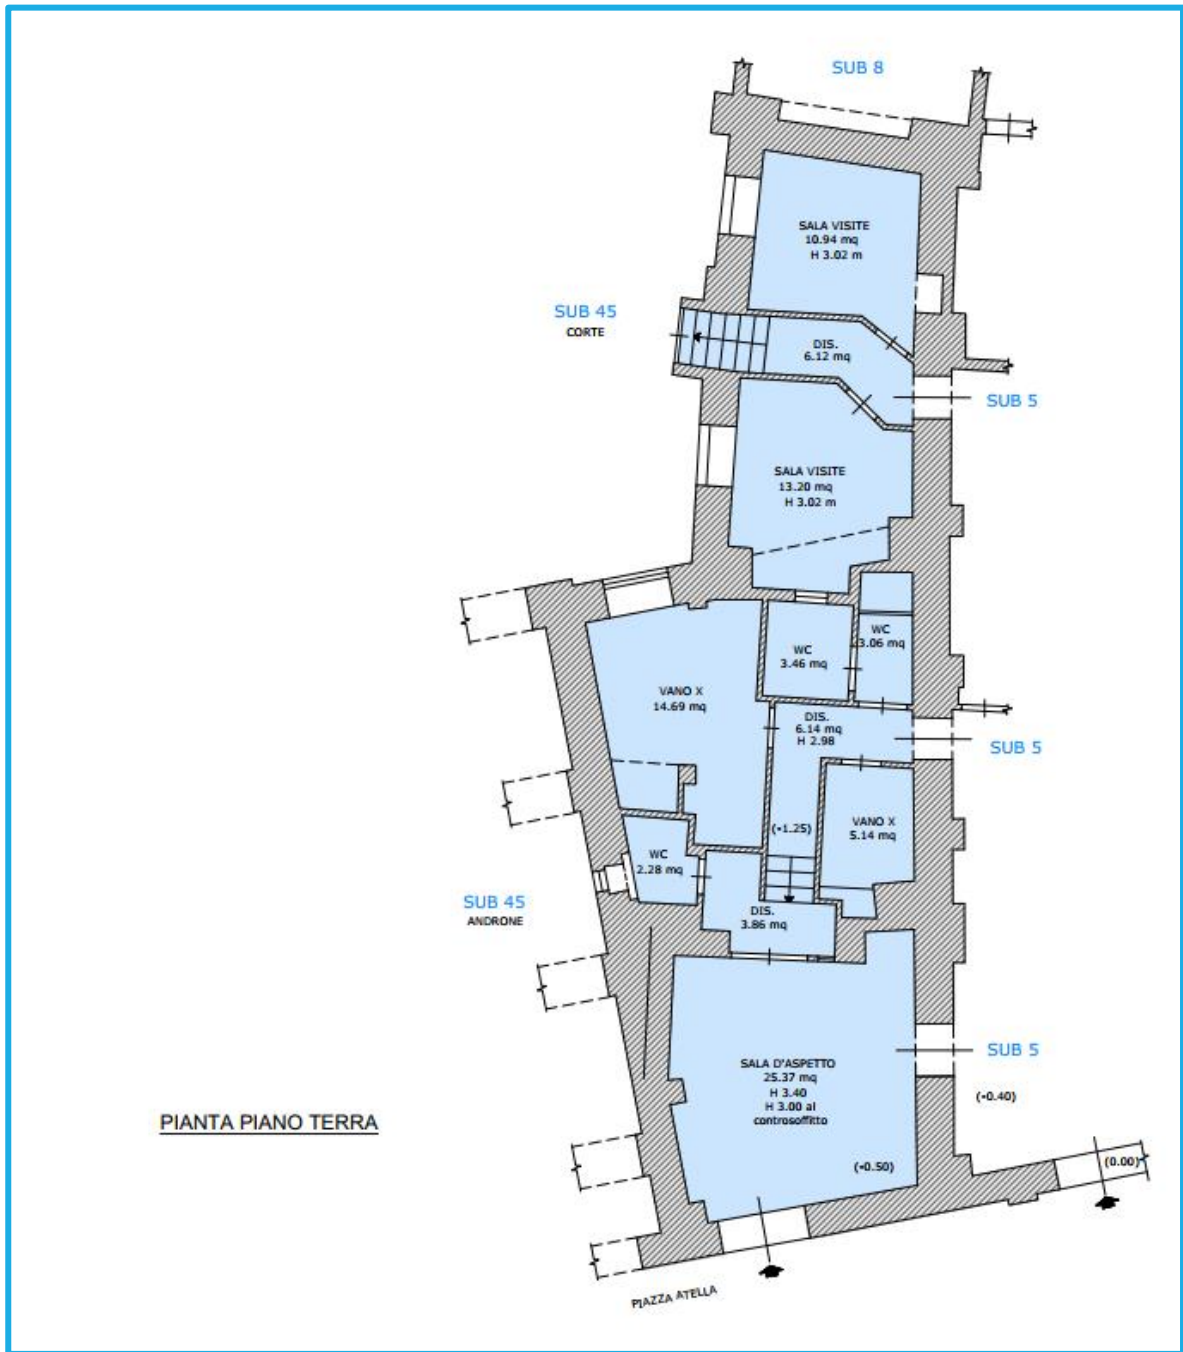 SUB 8
SALA VISITE
10.94 mq
H 3.02 m
SUB 45
CORTE
DIS.
6.12 mq
SUB 5
SALA VISITE
13.20 mq
H 3.02 m
WC
3.06 mq
WC
3.46 mq
VANO X
14.69 mq
DIS.
6.14 mq
H 2.98
SUB 5
(+1.25)
VANO X
5.14 mq
WC
2.28 mq
SUB 45
ANDRONE
DIS.
3.86 mq
SUB 5
SALA D'ASPETTO
25.37 mq
H 3.40
H 3.00 al
controsoffitto
(+0.40)
PIANTA PIANO TERRA
(+0.50)
(0.00)
PIAZZA ATELLA